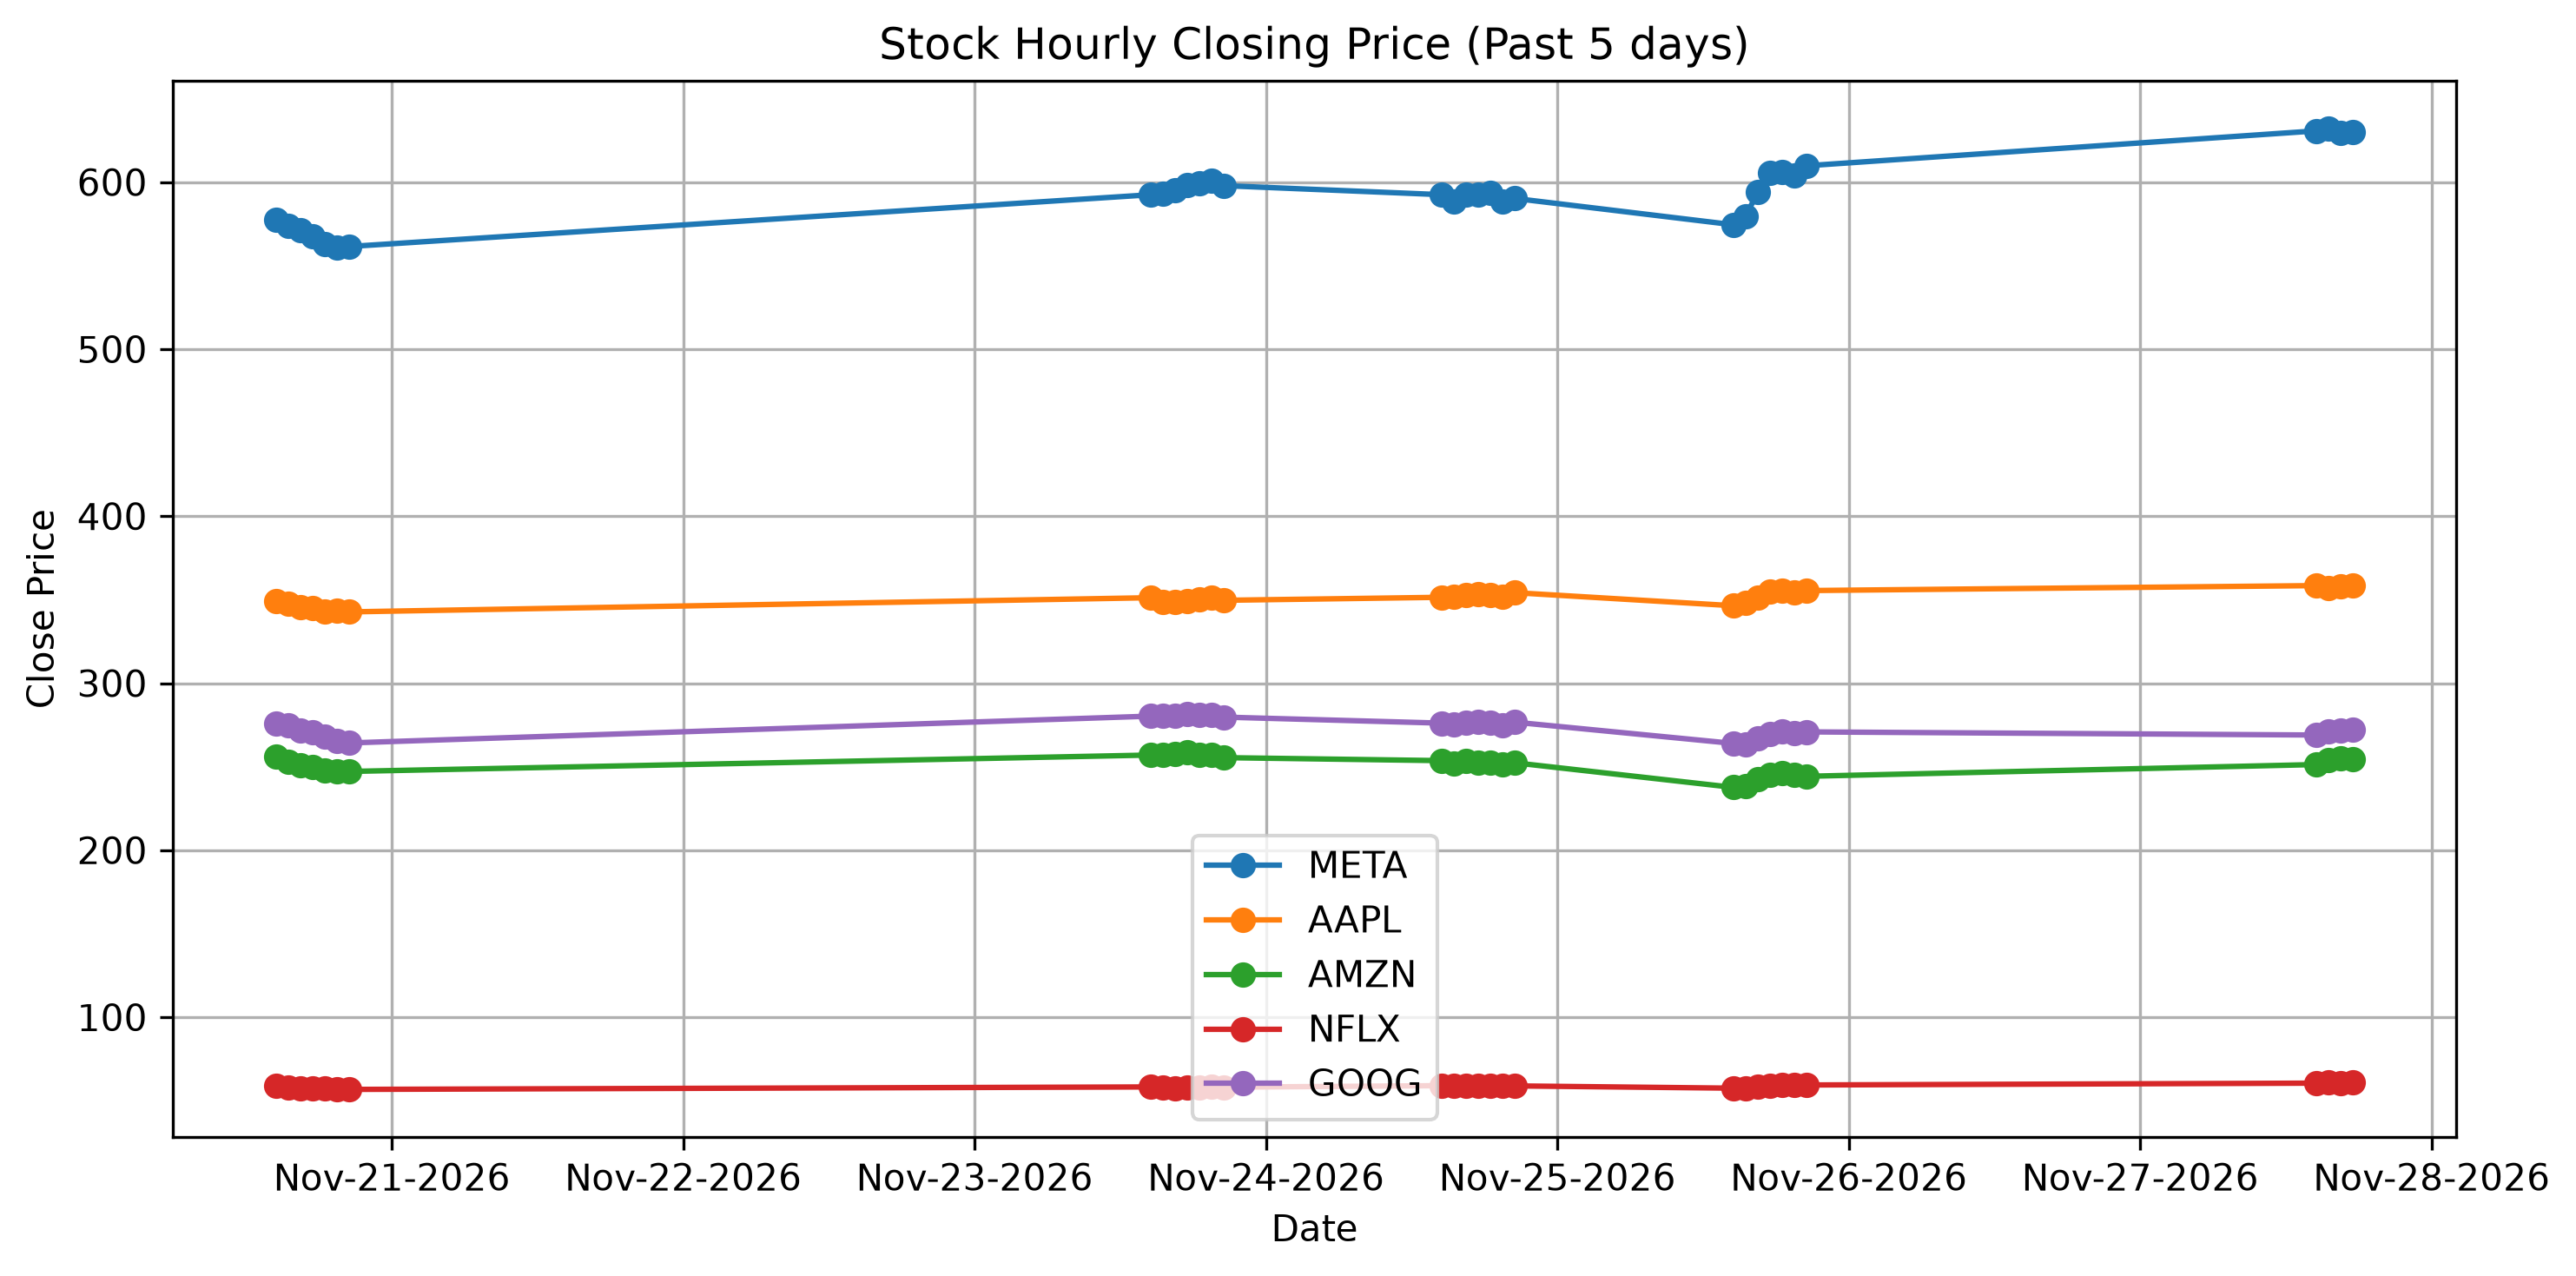 Stock Hourly Closing Price (Past 5 days)
Close Price
600
500
400
300
200
100
META
AAPL
AMZN
NFLX
GOOG
Nov-21-2026 Nov-22-2026 Nov-23-2026 Nov-24-2026 Nov-25-2026 Nov-26-2026 Nov-27-2026 Nov-28-2026
Date